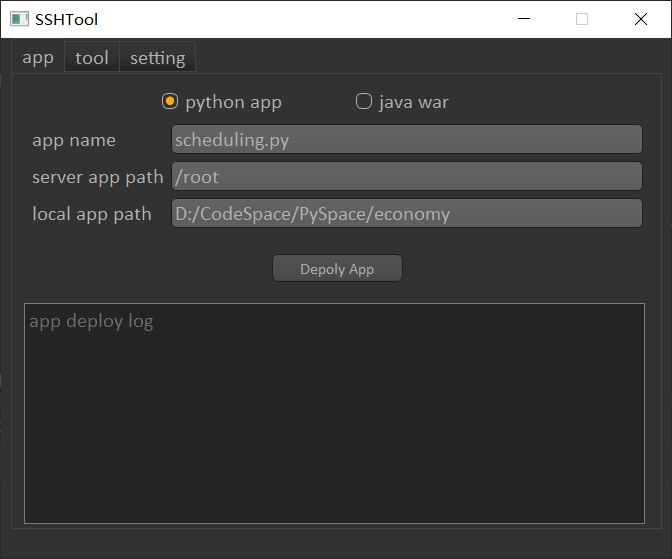 SSHTool
app tool setting
python app java war
app name scheduling.py
server app path /root
local app path D:/CodeSpace/PySpace/economy
Depoly App
app deploy log